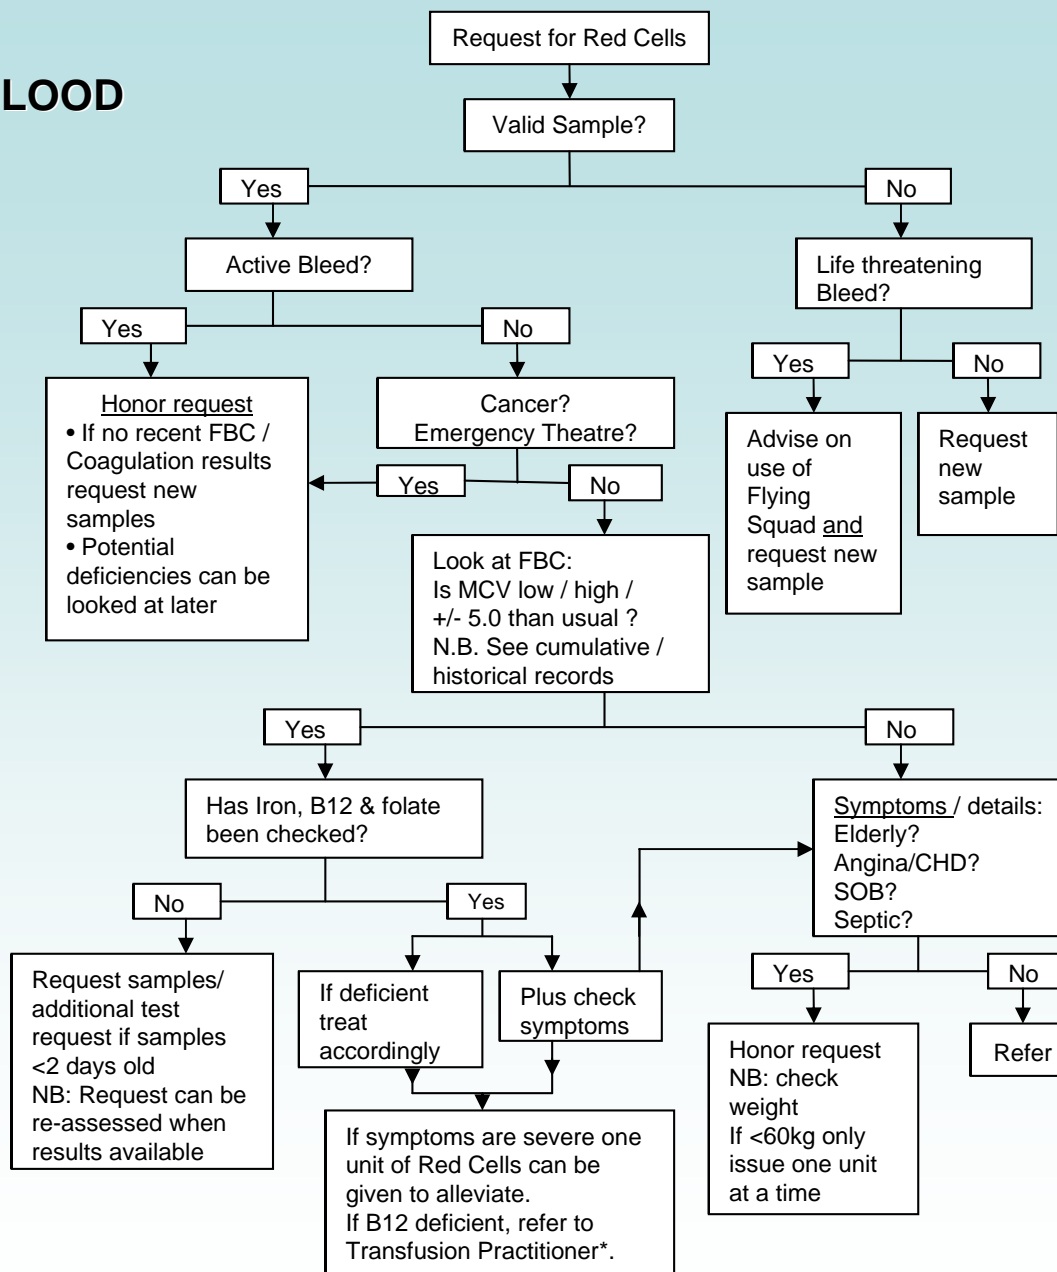 Request for Red Cells
LOOD
Valid Sample?
Yes
No
Active Bleed?
Life threatening
Bleed?
Yes
No
Yes
No
Honor request
• If no recent FBC /
Coagulation results
request new
samples
• Potential
deficiencies can be
looked at later
Cancer?
Emergency Theatre?
Advise on
use of
Flying
Squad and
request new
sample
Request
new
sample
Yes
No
Look at FBC:
Is MCV low / high /
+/- 5.0 than usual ?
N.B. See cumulative /
historical records
Yes
No
Has Iron, B12 & folate
been checked?
Symptoms / details:
Elderly?
Angina/CHD?
SOB?
Septic?
No
Yes
Request samples/
additional test
request if samples
<2 days old
NB: Request can be
re-assessed when
results available
If deficient
treat
accordingly
Plus check
symptoms
Yes
No
Honor request
NB: check
weight
If <60kg only
issue one unit
at a time
Refer
If symptoms are severe one
unit of Red Cells can be
given to alleviate.
If B12 deficient, refer to
Transfusion Practitioner*.